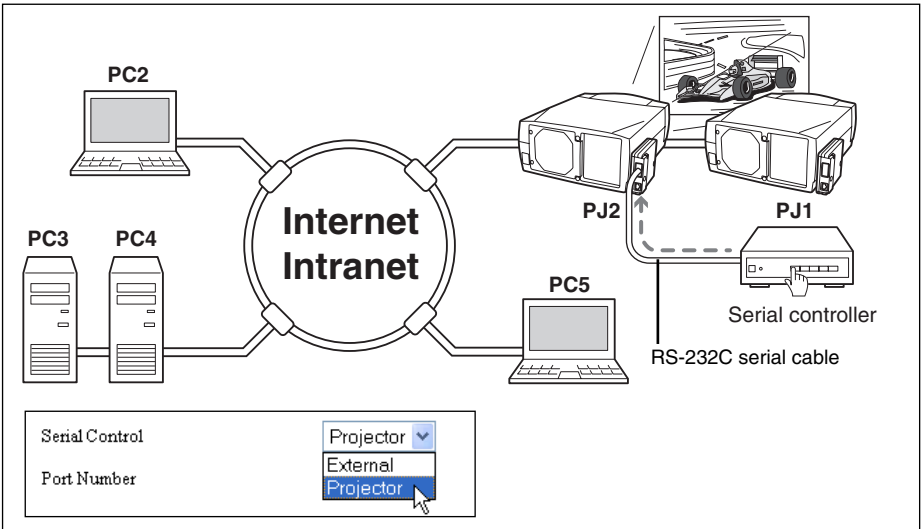 PC2
PJ2
PJ1
PC3
PC4
Internet
Intranet
PC5
Serial controller
RS-232C serial cable
Serial Control
Projector
External
Projector
Port Number